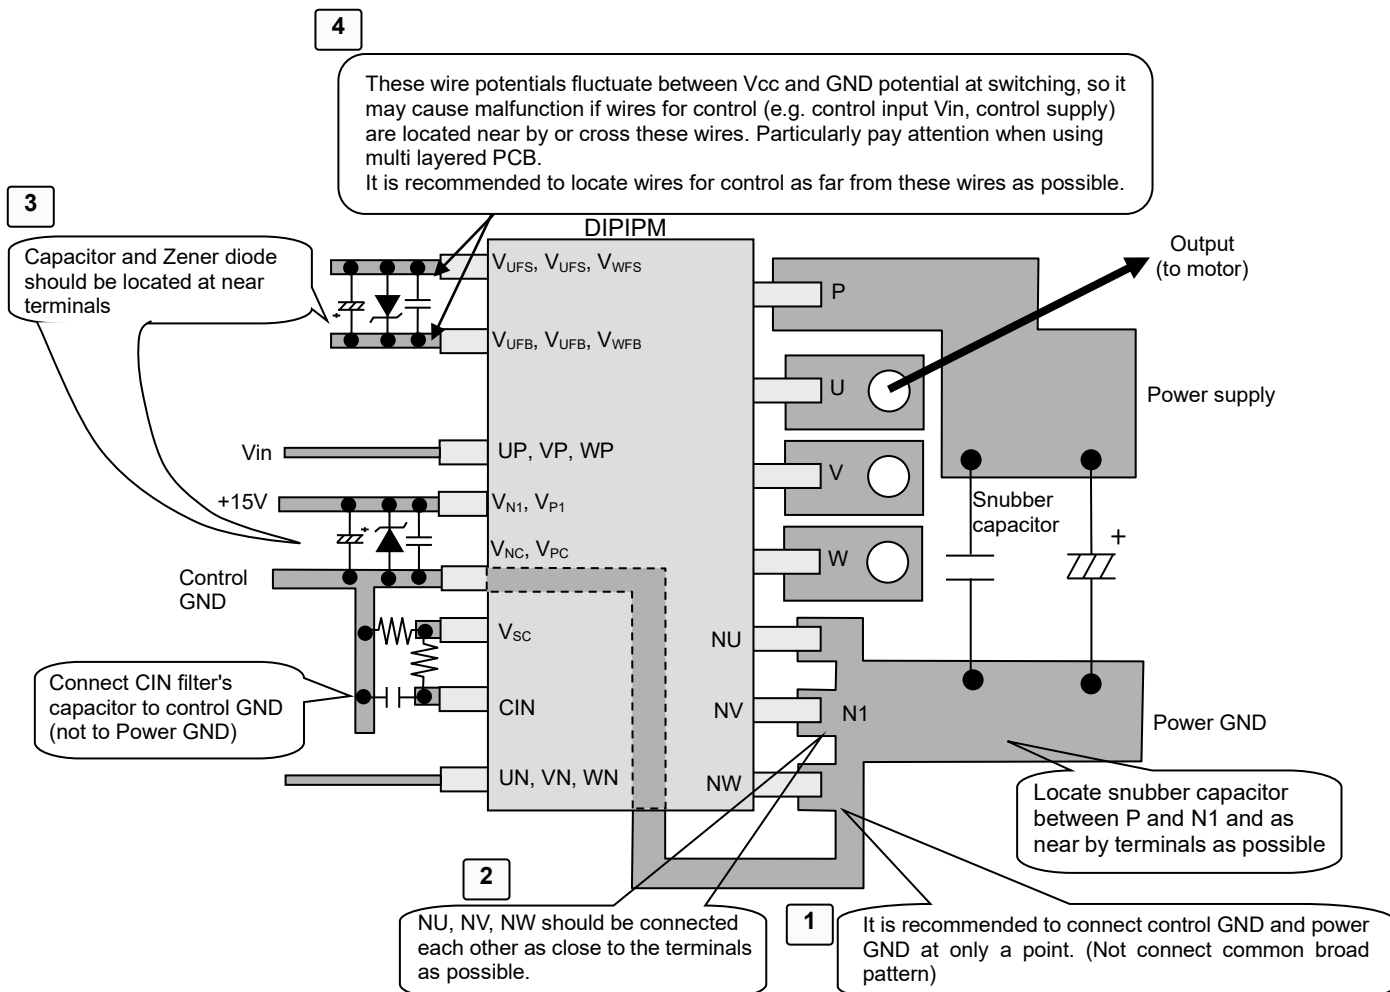 4
These wire potentials fluctuate between Vcc and GND potential at switching, so it
may cause malfunction if wires for control (e.g. control input Vin, control supply)
are located near by or cross these wires. Particularly pay attention when using
multi layered PCB.
It is recommended to locate wires for control as far from these wires as possible.
3
Capacitor and Zener diode
should be located at near
terminals
DIPIPM
VUFS, VUFS, VWFS
VUFB, VUFB, VWFB
Vin
UP, VP, WP
+15V
VN1, VP1
VNC, VPC
Control
GND
VSC
CIN
UN, VN, WN
Connect CIN filter's
capacitor to control GND
(not to Power GND)
P
U
V
W
NU
NV
NW
N1
Output
(to motor)
Power supply
Snubber
capacitor
+
+
+
Power GND
Locate snubber capacitor
between P and N1 and as
near by terminals as possible
2
NU, NV, NW should be connected
each other as close to the terminals
as possible.
1
It is recommended to connect control GND and power
GND at only a point. (Not connect common broad
pattern)